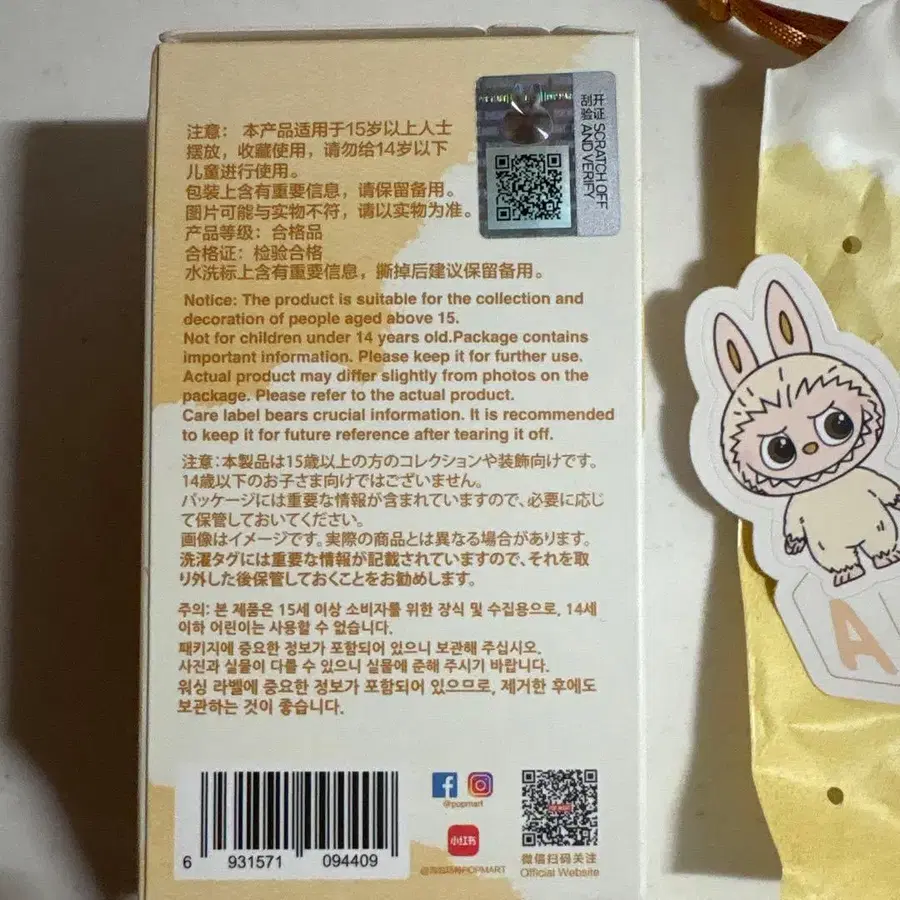 注意：本产品适用于15岁以上人士
摆放，收藏使用，请勿给14岁以下
儿童进行使用。
包装上含有重要信息，请保留备用。
图片可能与实物不符，请以实物为准。
产品等级：合格品
合格证：检验合格
水洗标上含有重要信息，撕掉后建议保留备用。
刮开验证 SCRATCH OFF AND VERIFY
Notice: The product is suitable for the collection and
decoration of people aged above 15.
Not for children under 14 years old.Package contains
important information. Please keep it for further use.
Actual product may differ slightly from photos on the
package. Please refer to the actual product.
Care label bears crucial information. It is recommended
to keep it for future reference after tearing it off.
注意：本製品は15歳以上の方のコレクションや装飾向けです。
14歳以下のお子さま向けではございません。
パッケージには重要な情報が含まれていますので、必要に応じ
て保管しておいてください。
画像はイメージです。実際の商品とは異なる場合があります。
洗濯タグには重要な情報が記載されていますので、それを取
り外した後保管しておくことをお勧めします。
주의: 본 제품은 15세 이상 소비자를 위한 장식 및 수집용으로, 14세
이하 어린이는 사용할 수 없습니다.
패키지에 중요한 정보가 포함되어 있으니 보관해 주십시오.
사진과 실물이 다를 수 있으니 실물에 준해 주시기 바랍니다.
워싱 라벨에 중요한 정보가 포함되어 있으므로, 제거한 후에도
보관하는 것이 좋습니다.
6 931571 094409
@popmart
小红书
POPMART
微信扫码关注
Official Website
POP MART
A